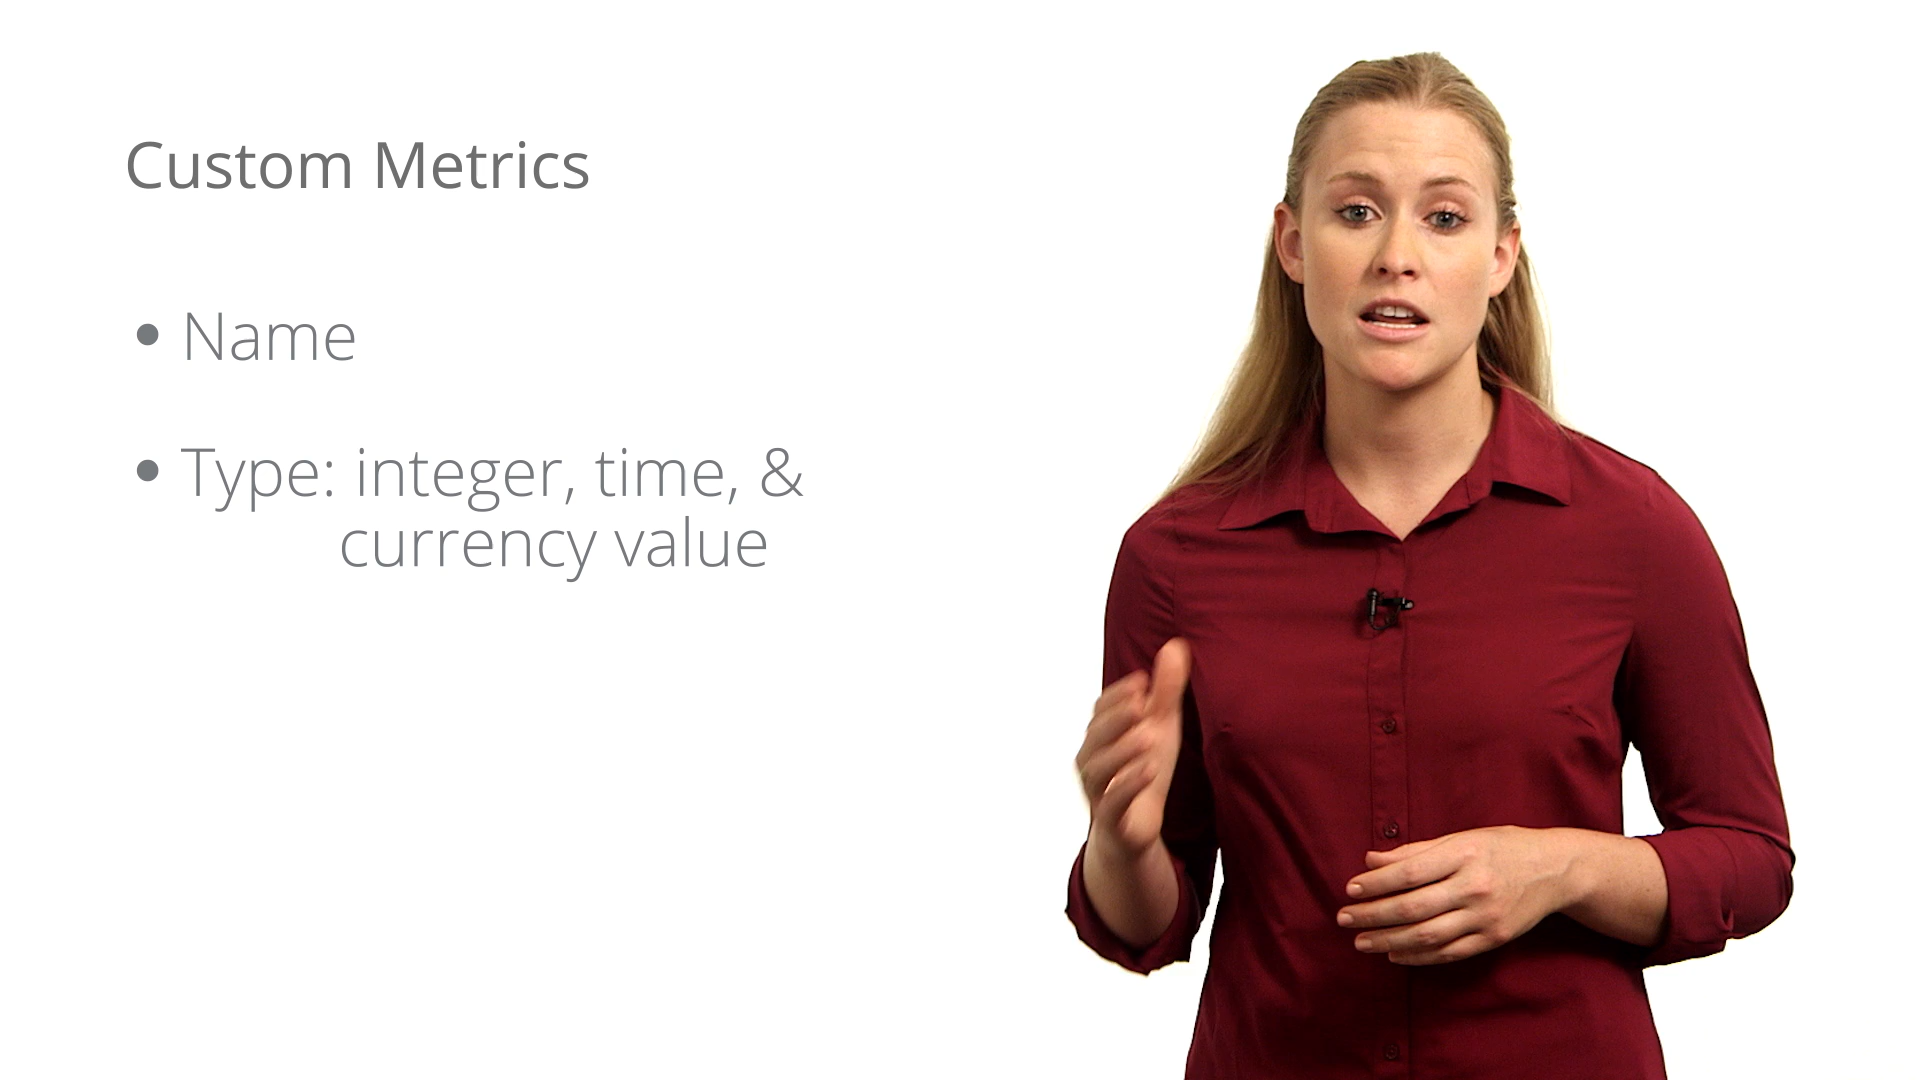 Custom Metrics
• Name
• Type: integer, time, &
currency value